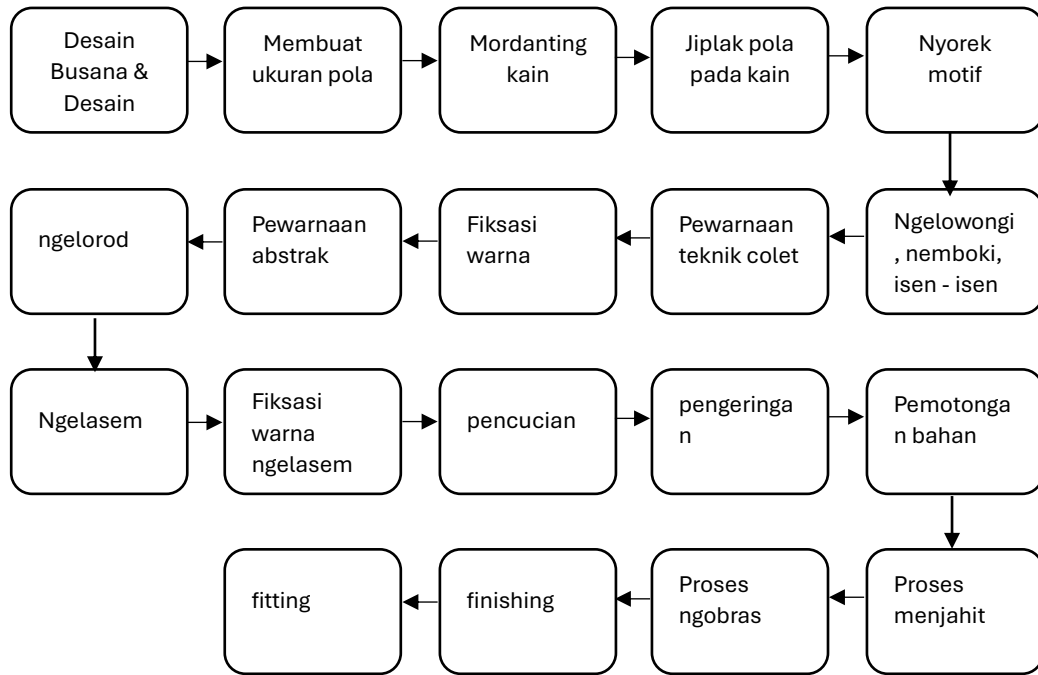 Desain
Busana &
Desain
Membuat
ukuran pola
Mordanting
kain
Jiplak pola
pada kain
Nyorek
motif
Ngelowongi
, nemboki,
isen - isen
Pewarnaan
teknik colet
Fiksasi
warna
Pewarnaan
abstrak
ngelorod
Ngelasem
Fiksasi
warna
ngelasem
pencucian
pengeringa
n
Pemotonga
n bahan
Proses
menjahit
Proses
ngobras
finishing
fitting